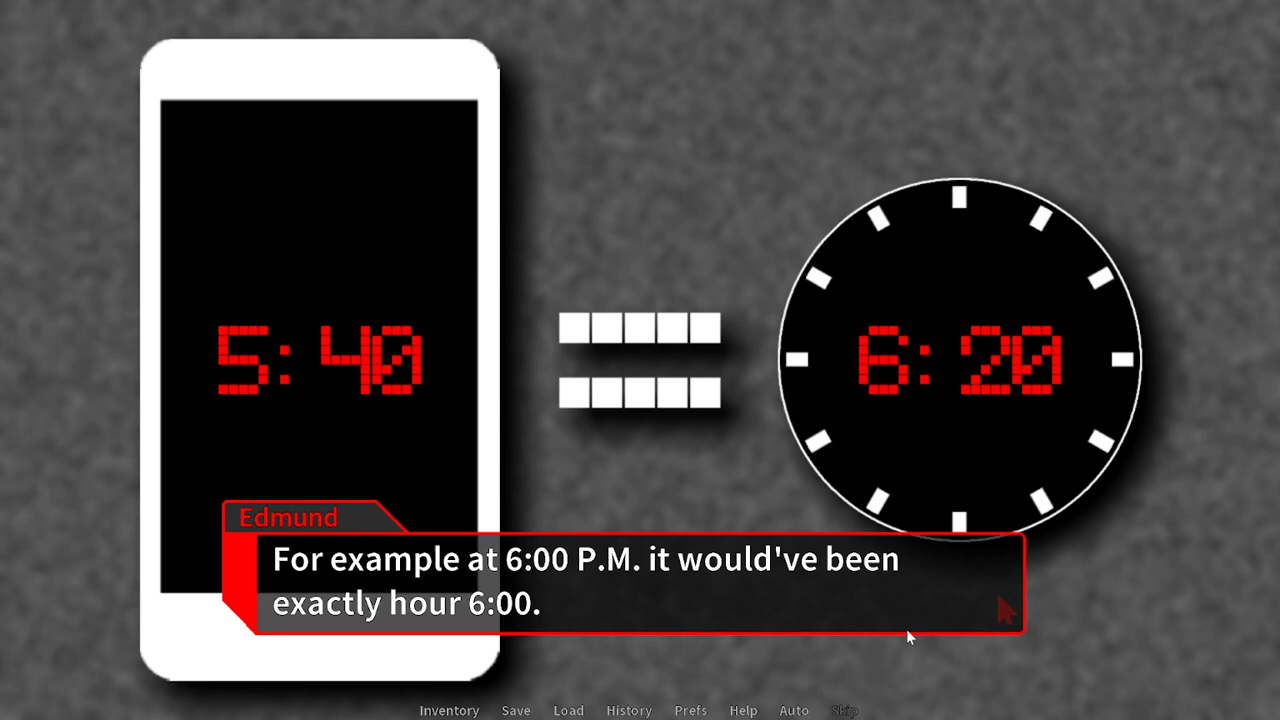 5:40
6:20
Edmund
For example at 6:00 P.M. it would've been
exactly hour 6:00.
Inventory Save Load History Prefs Help Auto Skip